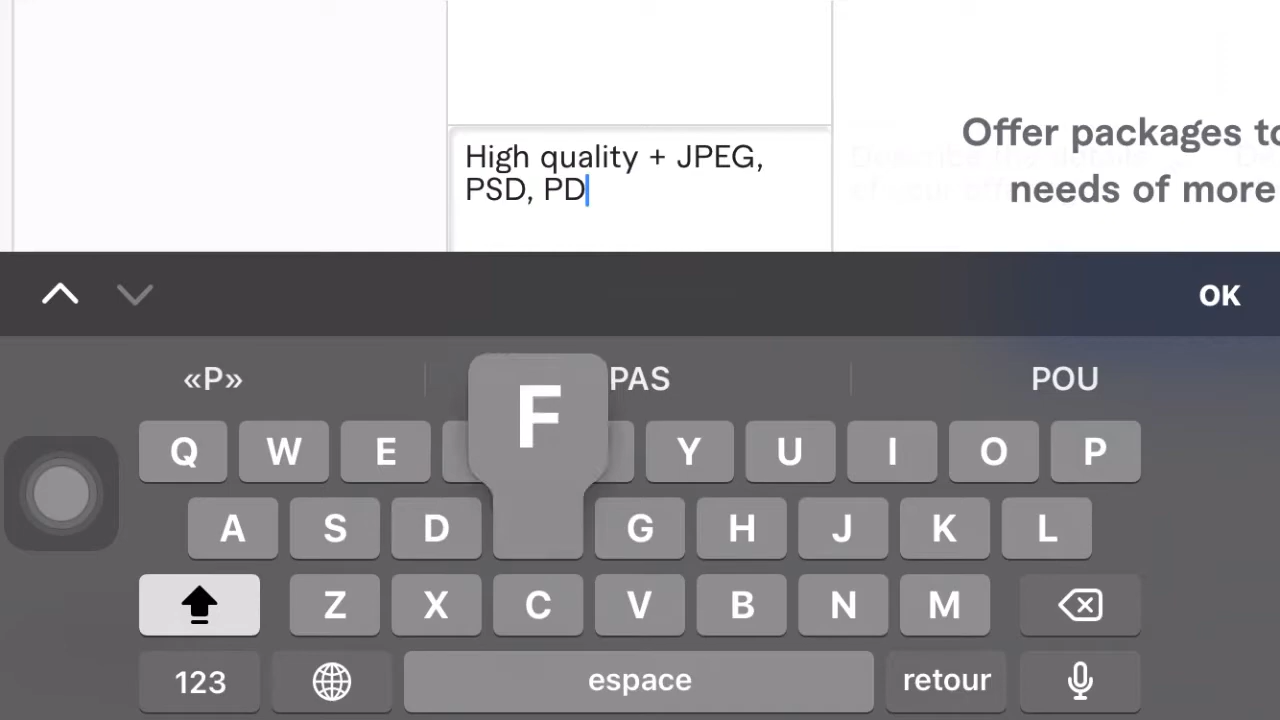 High quality + JPEG,
PSD, PD
Offer packages to
needs of more
OK
«P» PAS POU
F
Q W E Y U I O P
A S D G H J K L
Z X C V B N M
123 espace retour